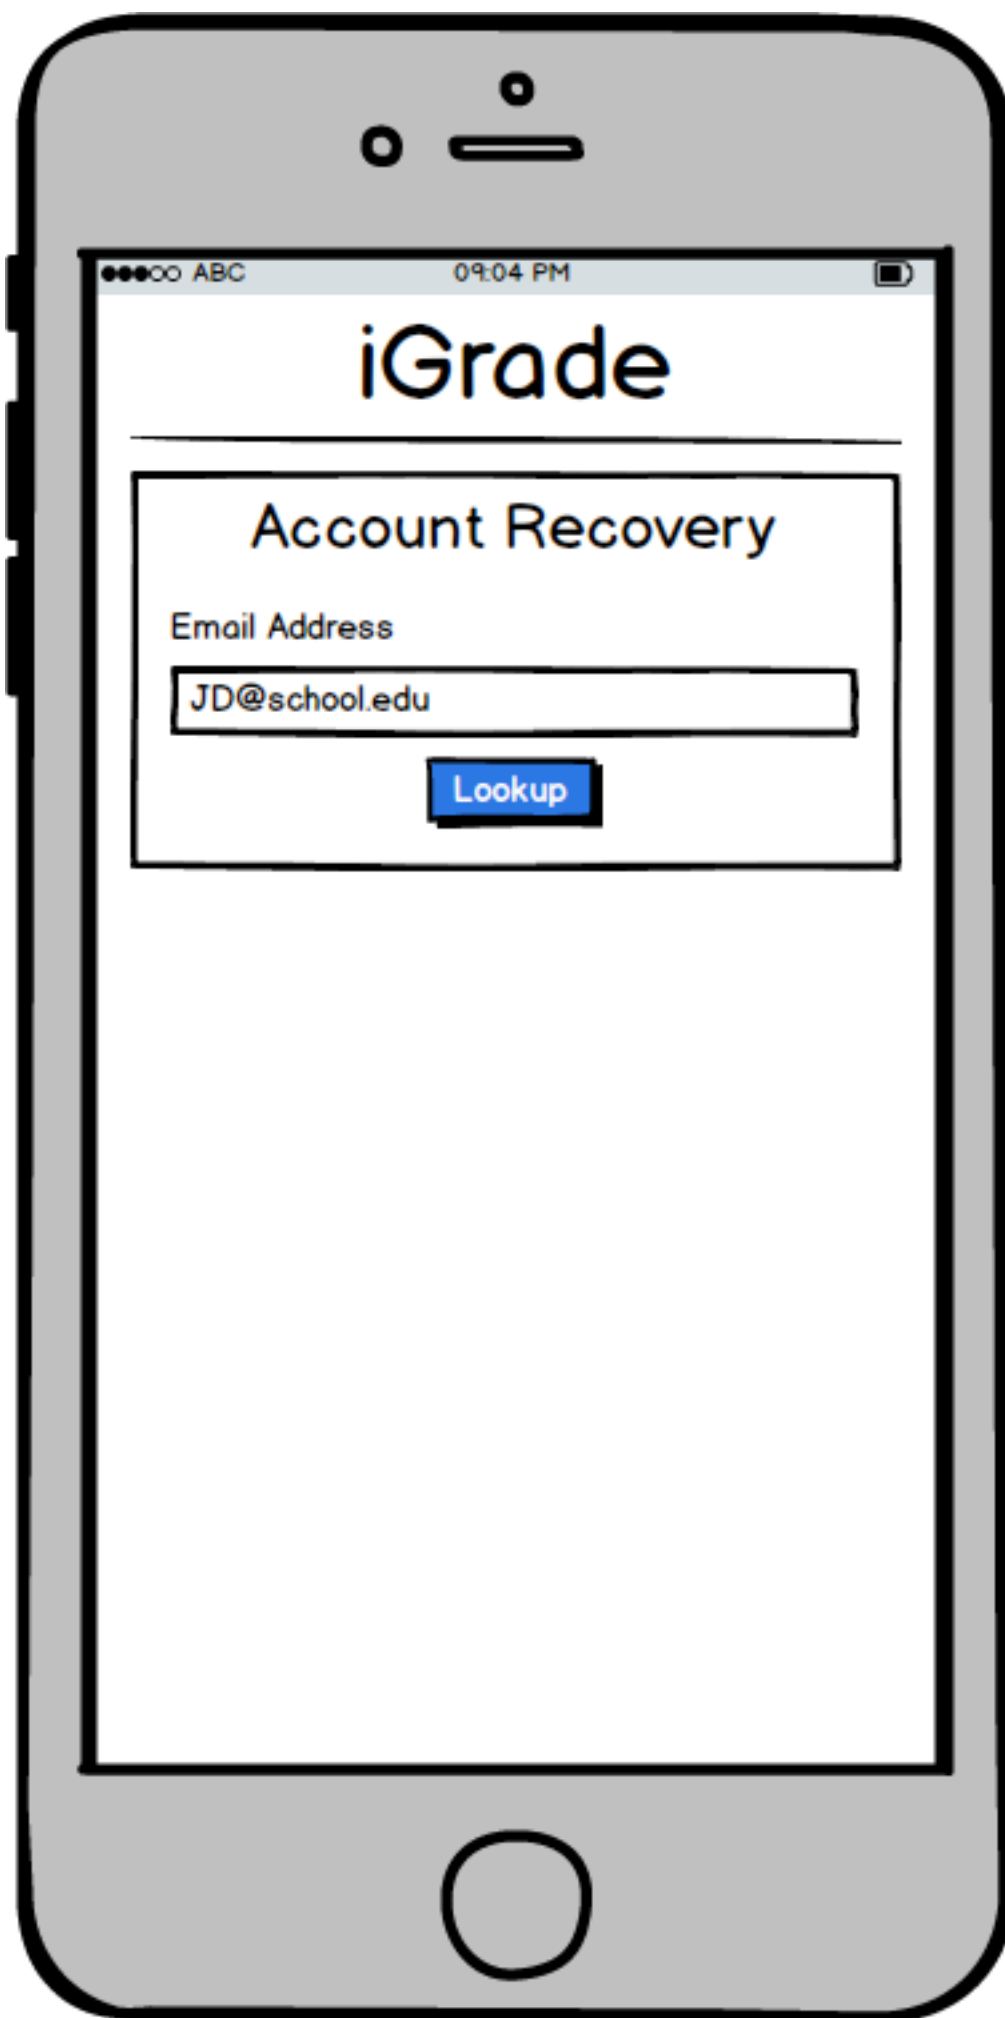 ABC 09:04 PM
iGrade
Account Recovery
Email Address
JD@school.edu
Lookup